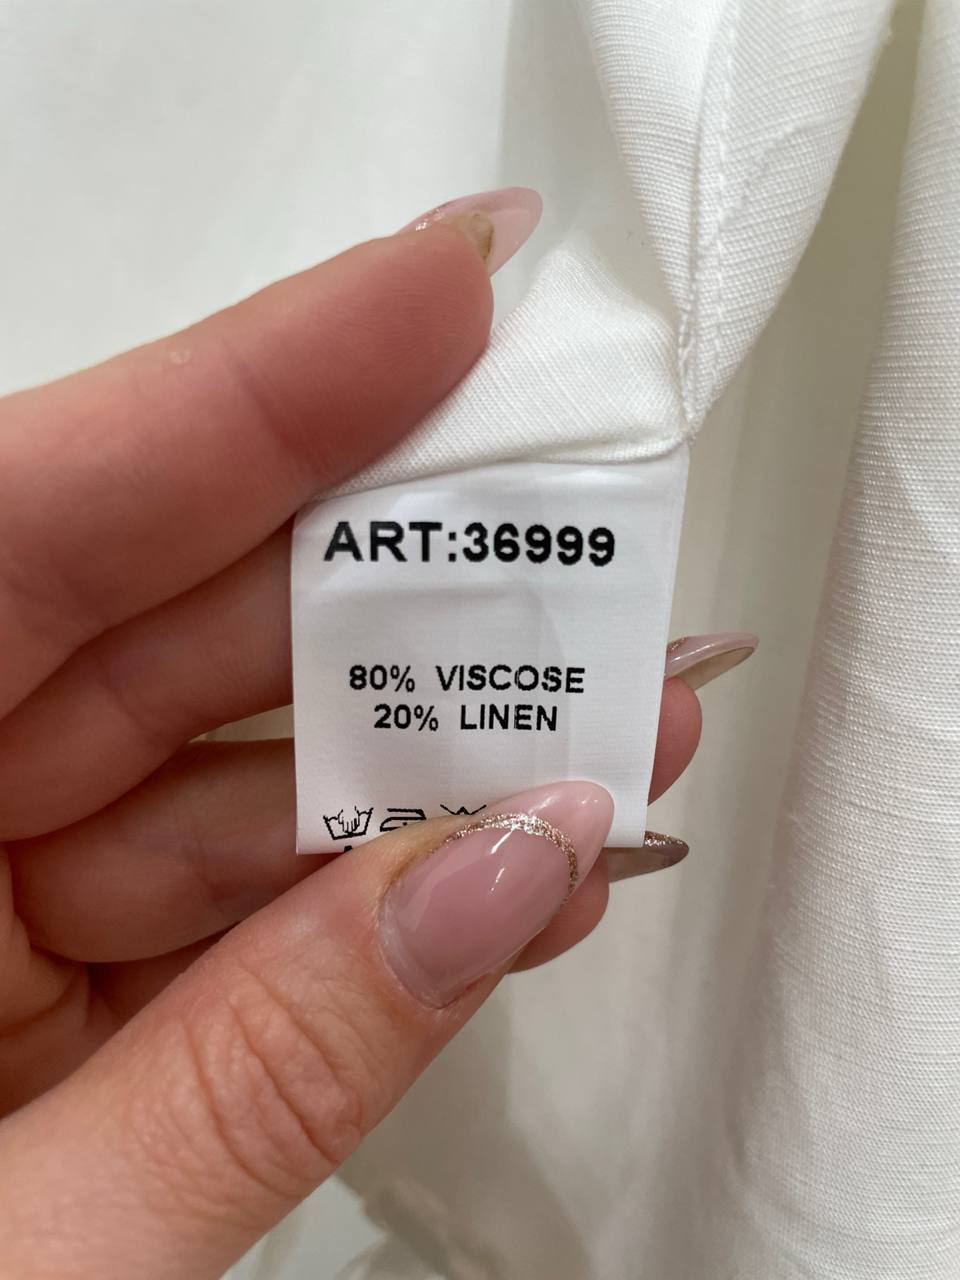 ART:36999
80% VISCOSE
20% LINEN